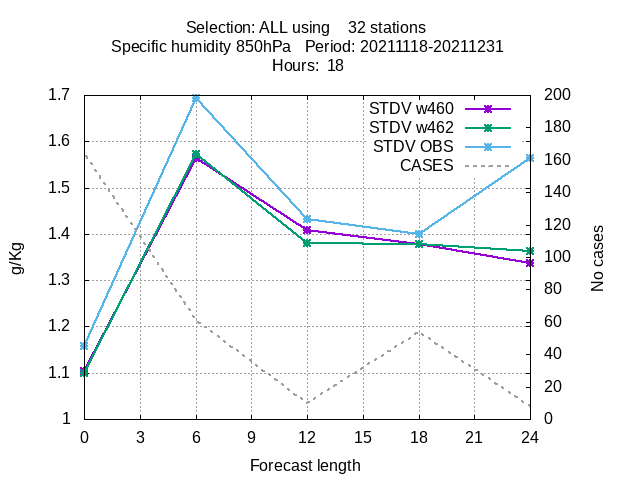 Selection: ALL using    32 stations
Specific humidity 850hPa   Period: 20211118-20211231
Hours:  18
1.7
1.6
1.5
1.4
1.3
1.2
1.1
1
200
180
160
140
120
100
80
60
40
20
0
STDV w460
STDV w462
STDV OBS
CASES
g/Kg
No cases
0 3 6 9 12 15 18 21 24
Forecast length